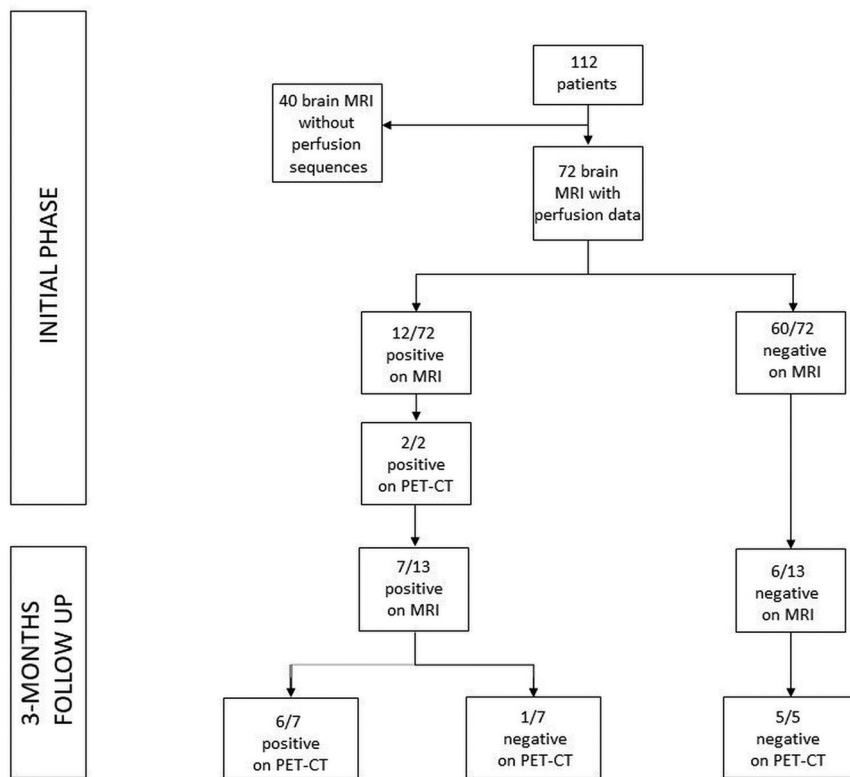 INITIAL PHASE
112
patients
40 brain MRI
without
perfusion
sequences
72 brain
MRI with
perfusion data
12/72
positive
on MRI
60/72
negative
on MRI
2/2
positive
on PET-CT
3-MONTHS
FOLLOW UP
7/13
positive
on MRI
6/13
negative
on MRI
6/7
positive
on PET-CT
1/7
negative
on PET-CT
5/5
negative
on PET-CT